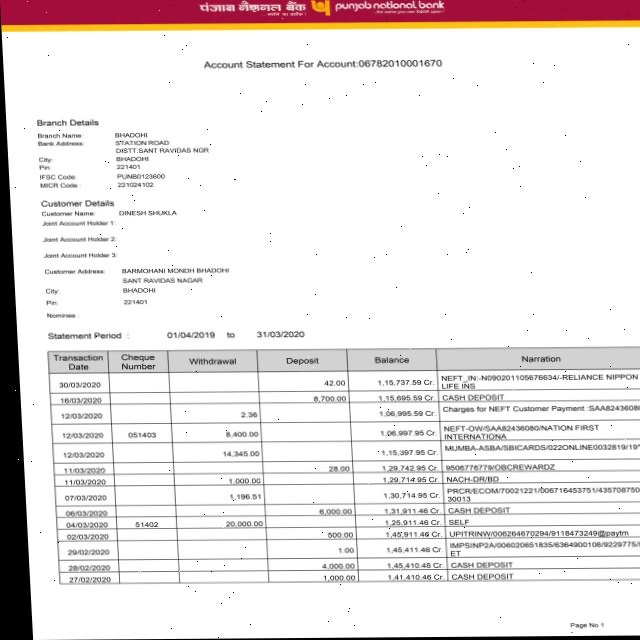 पंजाब नैशनल बैंक punjab national bank
...the name you can BANK upon!
Account Statement For Account:06782010001670
Branch Details
Branch Name: BHADOHI
Bank Address: STATION ROAD
DISTT.SANT RAVIDAS NGR
City: BHADOHI
Pin: 221401
IFSC Code: PUNB0123600
MICR Code : 221024102
Customer Details
Customer Name: DINESH SHUKLA
Joint Account Holder 1:
Joint Account Holder 2:
Joint Account Holder 3:
Customer Address: BARMOHANI MONDH BHADOHI
SANT RAVIDAS NAGAR
City: BHADOHI
Pin: 221401
Nominee :
Statement Period : 01/04/2019 to 31/03/2020
Transaction Date Cheque Number Withdrawal Deposit Balance Narration
30/03/2020 42.00 1,15,737.59 Cr. NEFT_IN:-N090201105676634/-RELIANCE NIPPON
LIFE INS
16/03/2020 8,700.00 1,15,695.59 Cr. CASH DEPOSIT
12/03/2020 2.36 1,06,995.59 Cr. Charges for NEFT Customer Payment :SAA82436080
12/03/2020 051403 8,400.00 1,06,997.95 Cr. NEFT-OW/SAA82436080/NATION FIRST
INTERNATIONA
12/03/2020 14,345.00 1,15,397.95 Cr. MUMBA-ASBA/SBICARDS/022ONLINE0032819/19*
11/03/2020 28.00 1,29,742.95 Cr. 9506776779/OBCREWARDZ
11/03/2020 1,000.00 1,29,714.95 Cr. NACH-DR/BD
07/03/2020 1,196.51 1,30,714.95 Cr. PRCR/ECOM/70021221/006716453751/435708750
30013
06/03/2020 6,000.00 1,31,911.46 Cr. CASH DEPOSIT
04/03/2020 51402 20,000.00 1,25,911.46 Cr. SELF
02/03/2020 500.00 1,45,911.46 Cr. UPITRINW/006264670294/9118473249@paytm
29/02/2020 1.00 1,45,411.46 Cr. IMPSINP2A/006020651835/6364900106/9229775/
ET
28/02/2020 4,000.00 1,45,410.46 Cr. CASH DEPOSIT
27/02/2020 1,000.00 1,41,410.46 Cr. CASH DEPOSIT
Page No 1